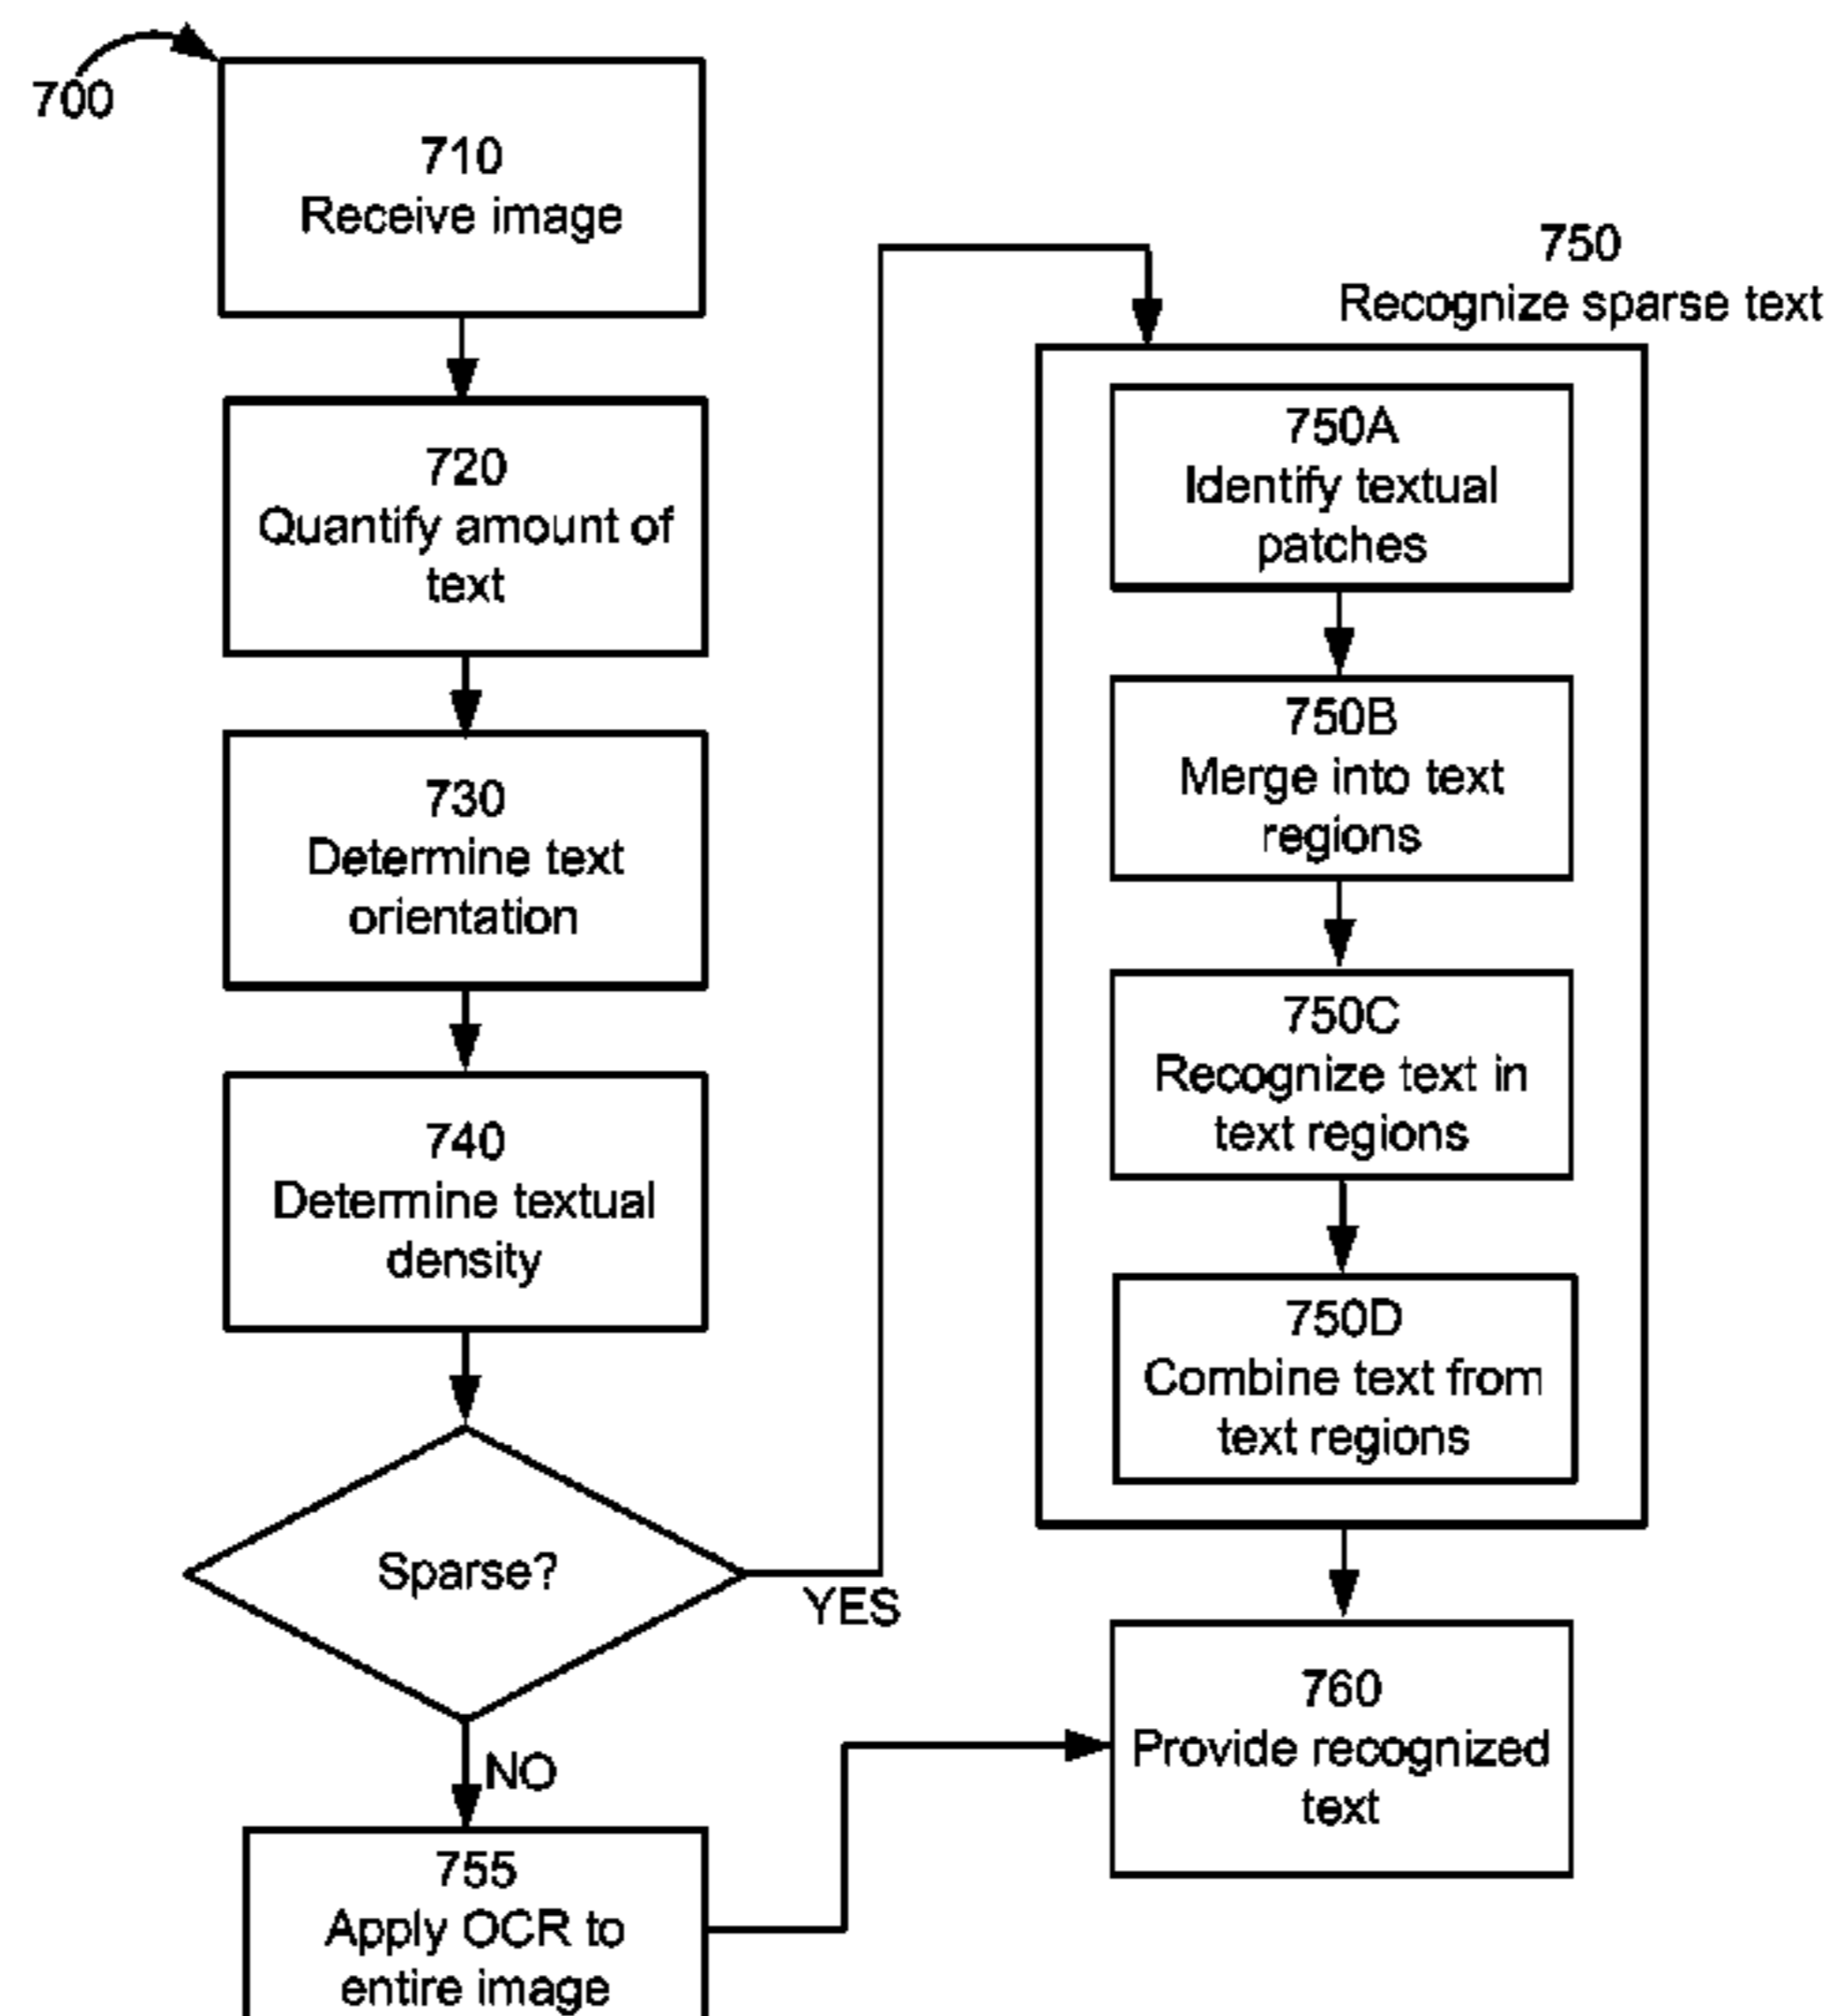 700
710
Receive image
720
Quantify amount of
text
730
Determine text
orientation
740
Determine textual
density
Sparse?
YES
NO
755
Apply OCR to
entire image
750
Recognize sparse text
750A
Identify textual
patches
750B
Merge into text
regions
750C
Recognize text in
text regions
750D
Combine text from
text regions
760
Provide recognized
text